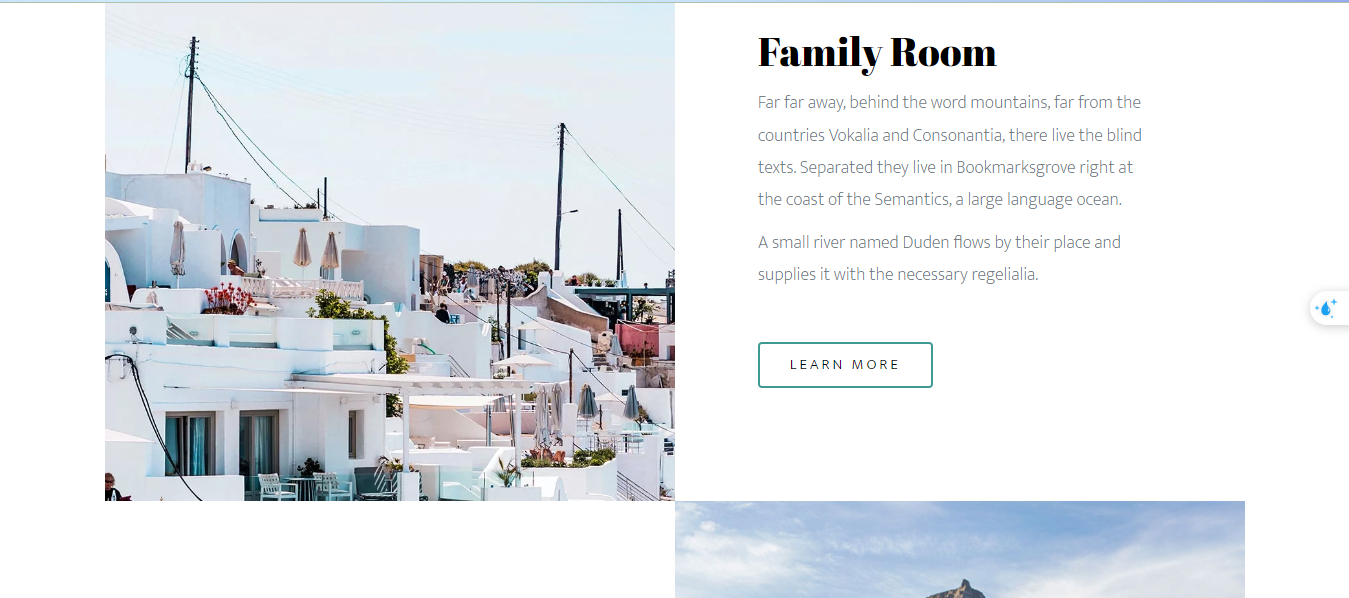 Family Room
Far far away, behind the word mountains, far from the
countries Vokalia and Consonantia, there live the blind
texts. Separated they live in Bookmarksgrove right at
the coast of the Semantics, a large language ocean.
A small river named Duden flows by their place and
supplies it with the necessary regelialia.
LEARN MORE